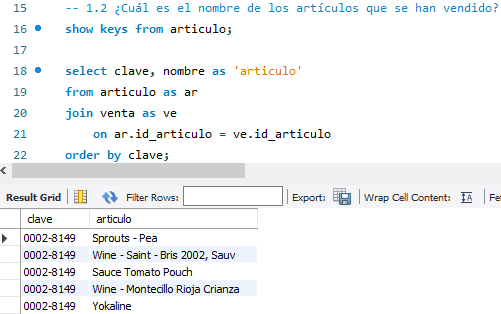 15 -- 1.2 ¿Cuál es el nombre de los artículos que se han vendido?
16 show keys from articulo;
17
18 select clave, nombre as 'articulo'
19 from articulo as ar
20 join venta as ve
21 on ar.id_articulo = ve.id_articulo
22 order by clave;
Result Grid Filter Rows: Export: Wrap Cell Content: Fet
clave articulo
0002-8149 Sprouts - Pea
0002-8149 Wine - Saint - Bris 2002, Sauv
0002-8149 Sauce Tomato Pouch
0002-8149 Wine - Montecillo Rioja Crianza
0002-8149 Yokaline